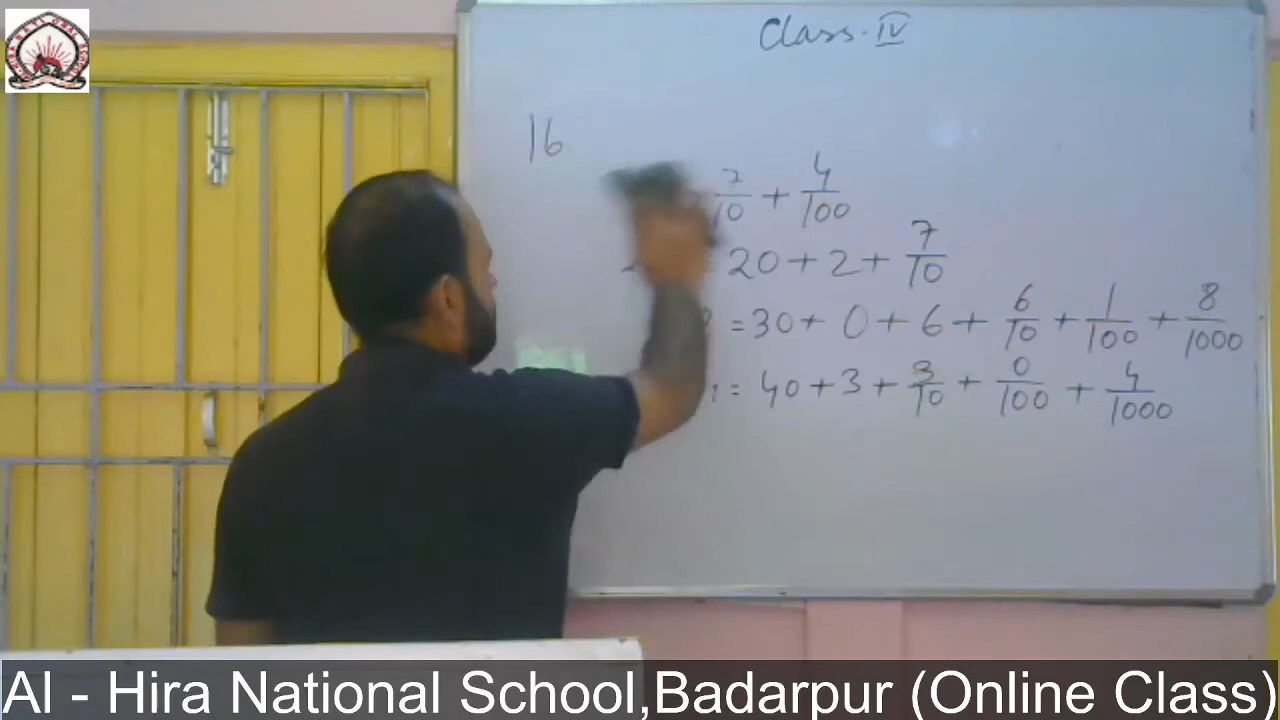 Class - IV
16.
7/10 + 4/100
20 + 2 + 7/10
= 30 + 0 + 6 + 6/10 + 1/100 + 8/1000
= 40 + 3 + 3/10 + 0/100 + 4/1000
Al - Hira National School,Badarpur (Online Class)